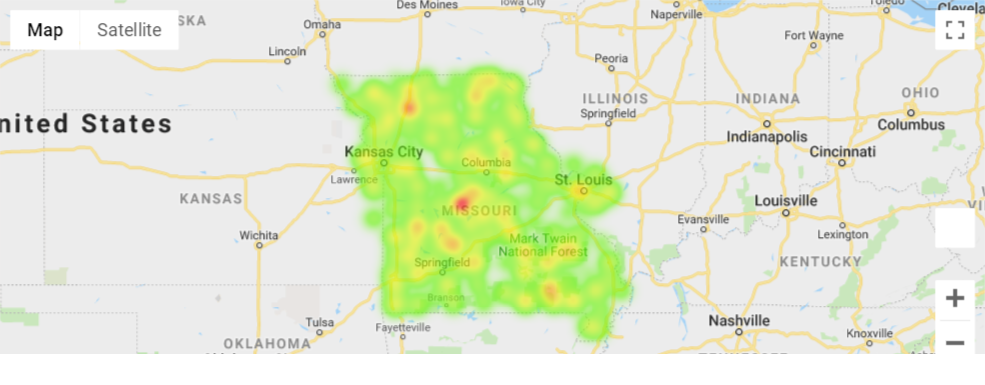 Map
Satellite
SKA
Omaha
Lincoln
Des Moines
Iowa City
Naperville
Toledo
Clevela
Fort Wayne
Peoria
ILLINOIS
Springfield
INDIANA
OHIO
Indianapolis
Columbus
Cincinnati
nited States
Kansas City
Lawrence
Columbia
St. Louis
KANSAS
MISSOURI
Wichita
Louisville
Evansville
Lexington
VI
Mark Twain
National Forest
Springfield
KENTUCKY
Branson
Tulsa
Fayetteville
Nashville
Knoxville
OKLAHOMA
TENNESSEE